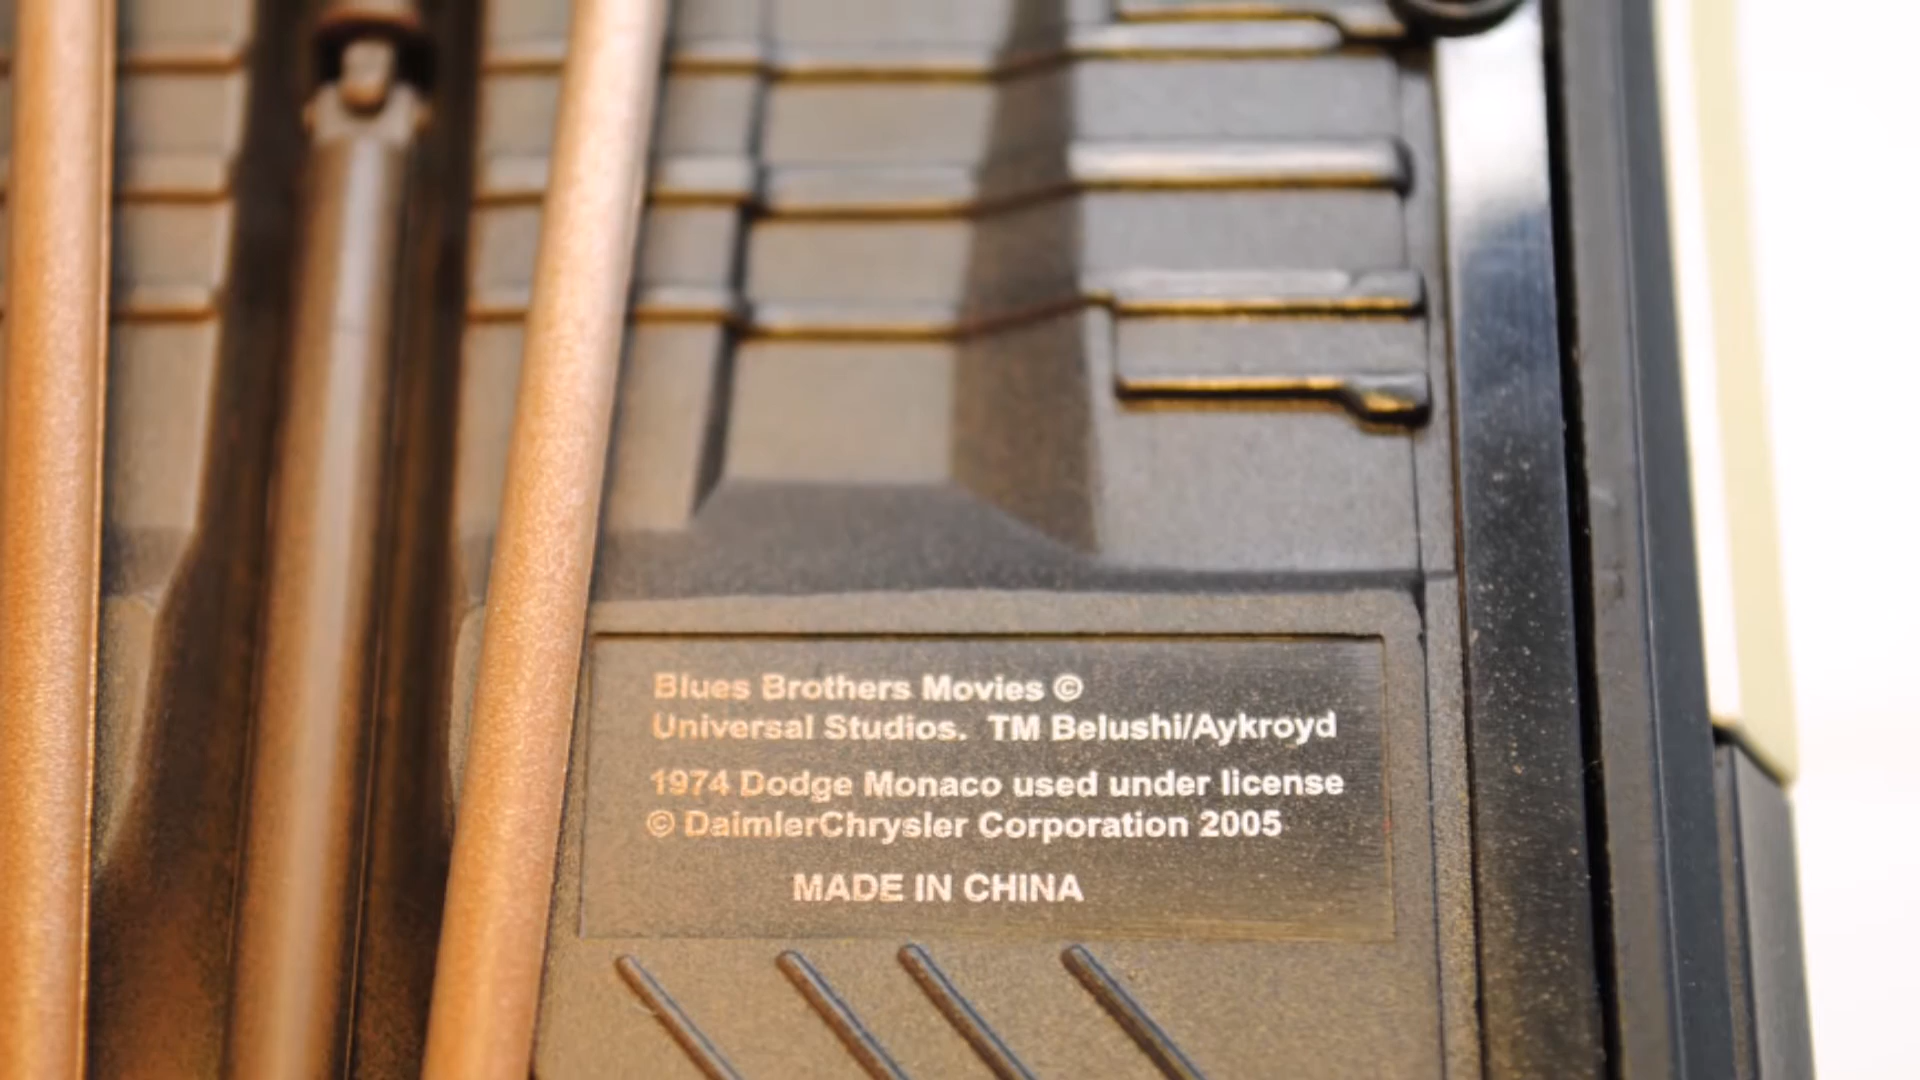 Blues Brothers Movies ©
Universal Studios. TM Belushi/Aykroyd
1974 Dodge Monaco used under license
© DaimlerChrysler Corporation 2005
MADE IN CHINA